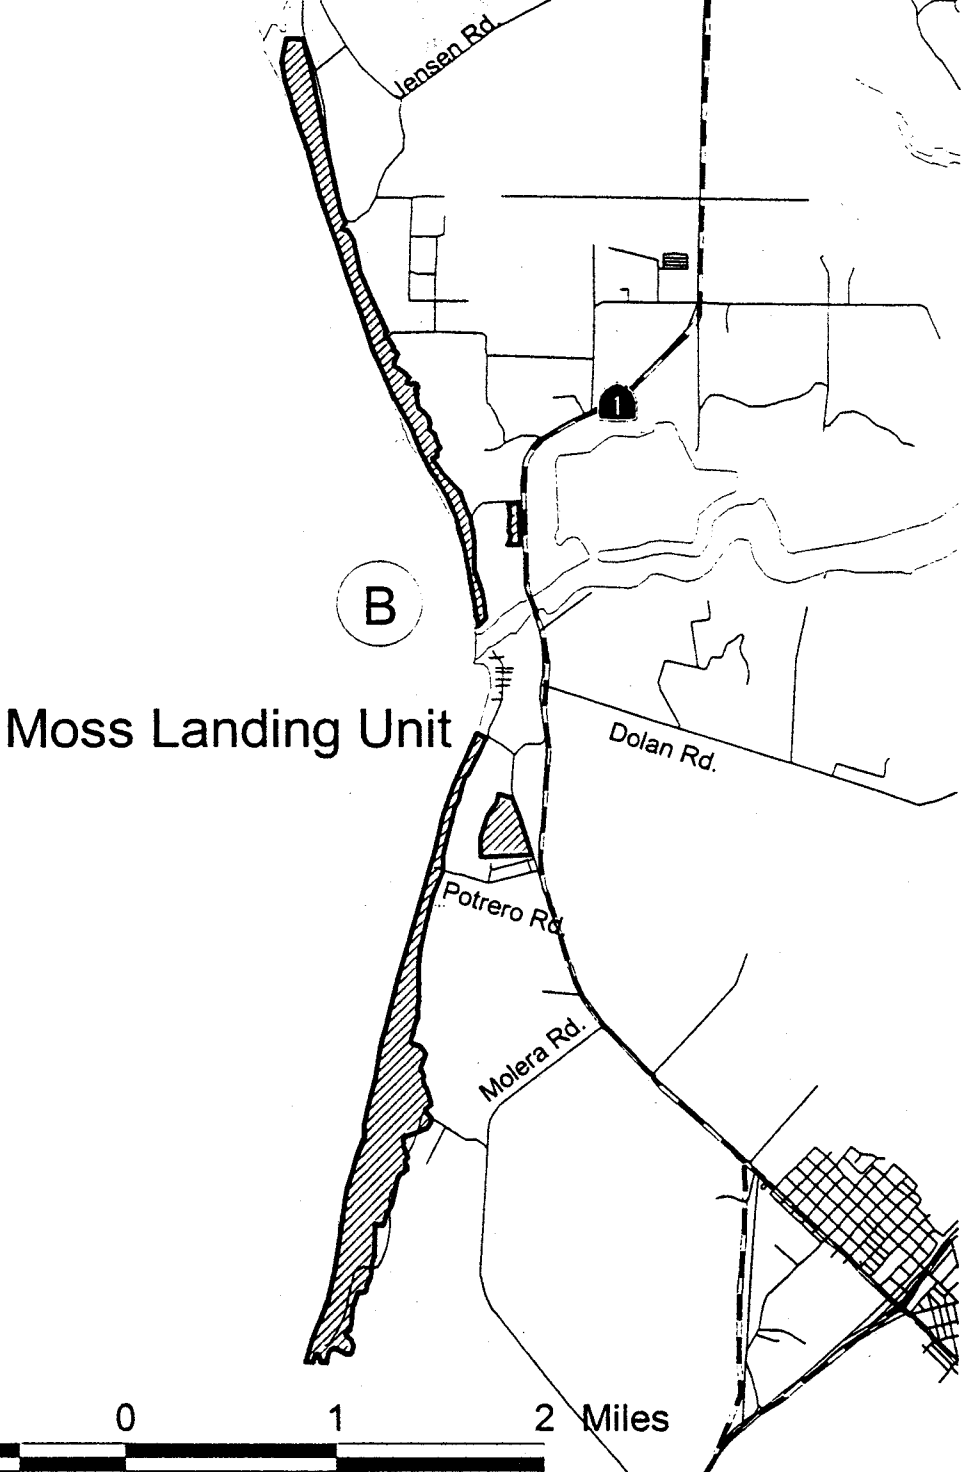 Jensen Rd.
1
B
Moss Landing Unit
Dolan Rd.
Potrero Rd.
Molera Rd.
0 1 2 Miles